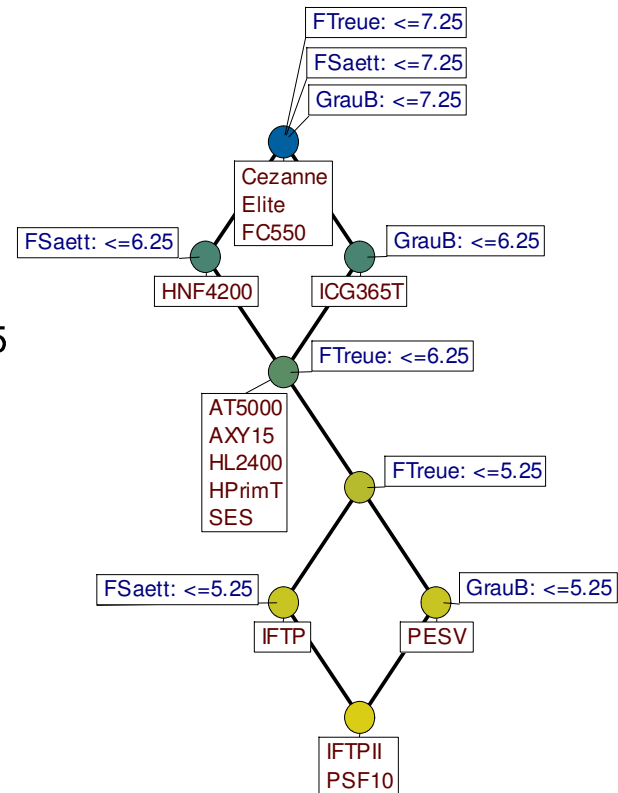 FTreue: <=7.25
FSaett: <=7.25
GrauB: <=7.25
Cezanne
Elite
FC550
FSaett: <=6.25
GrauB: <=6.25
HNF4200
ICG365T
5
FTreue: <=6.25
AT5000
AXY15
HL2400
HPrimT
SES
FTreue: <=5.25
FSaett: <=5.25
GrauB: <=5.25
IFTP
PESV
IFTPII
PSF10